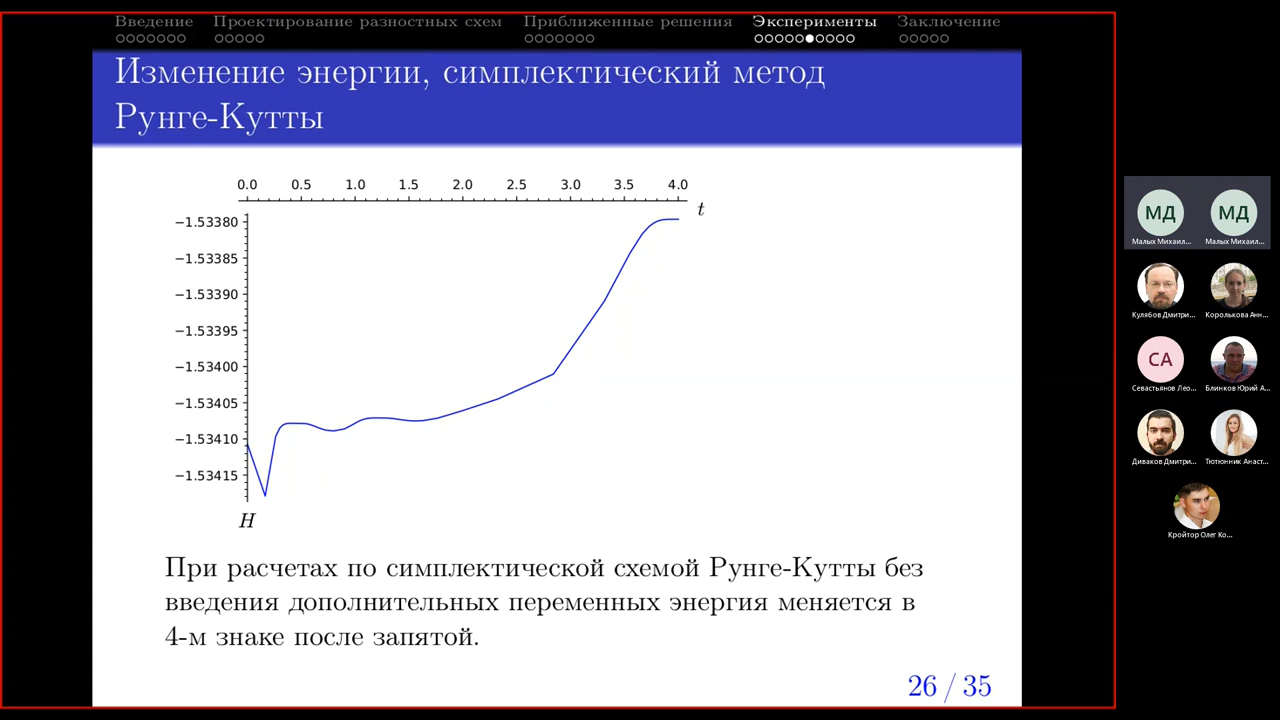 Введение Проектирование разностных схем Приближенные решения Эксперименты Заключение
Изменение энергии, симплектический метод
Рунге-Кутты
0.0 0.5 1.0 1.5 2.0 2.5 3.0 3.5 4.0
t
−1.53380
−1.53385
−1.53390
−1.53395
−1.53400
−1.53405
−1.53410
−1.53415
H
При расчетах по симплектической схемой Рунге-Кутты без
введения дополнительных переменных энергия меняется в
4-м знаке после запятой.
26 / 35
МД МД
Малых Михаил... Малых Михаил...
Кулябов Дмитри... Королькова Анн...
СА
Севастьянов Лео... Блинков Юрий А...
Диваков Дмитри... Тютюнник Анаст...
Кройтор Олег Ко...